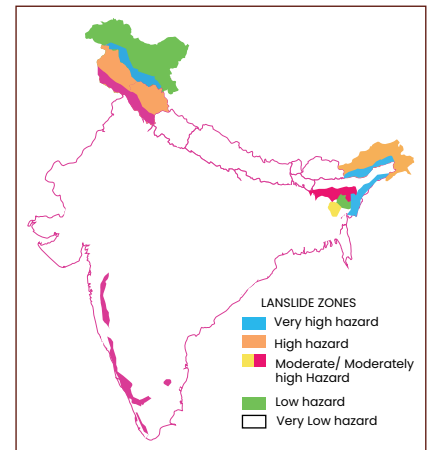 LANSLIDE ZONES
Very high hazard
High hazard
Moderate/ Moderately
high Hazard
Low hazard
Very Low hazard